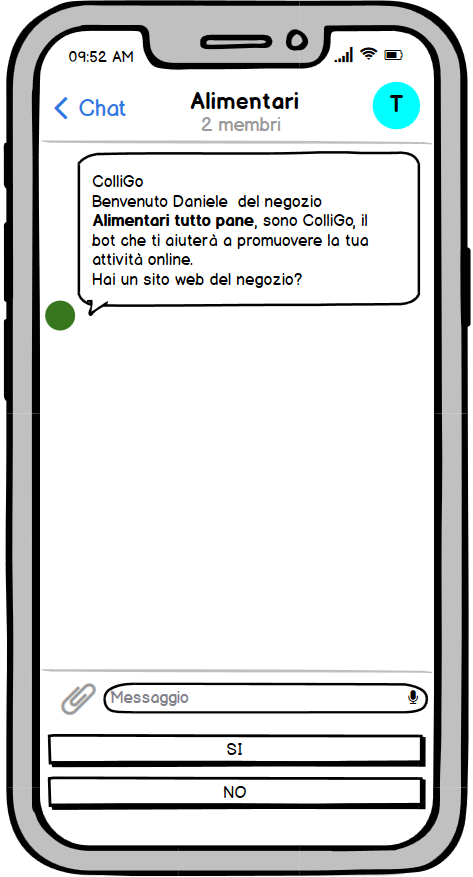 09:52 AM
Chat
Alimentari
2 membri
T
ColliGo
Benvenuto Daniele  del negozio
Alimentari tutto pane, sono ColliGo, il
bot che ti aiuterà a promuovere la tua
attività online.
Hai un sito web del negozio?
Messaggio
SI
NO